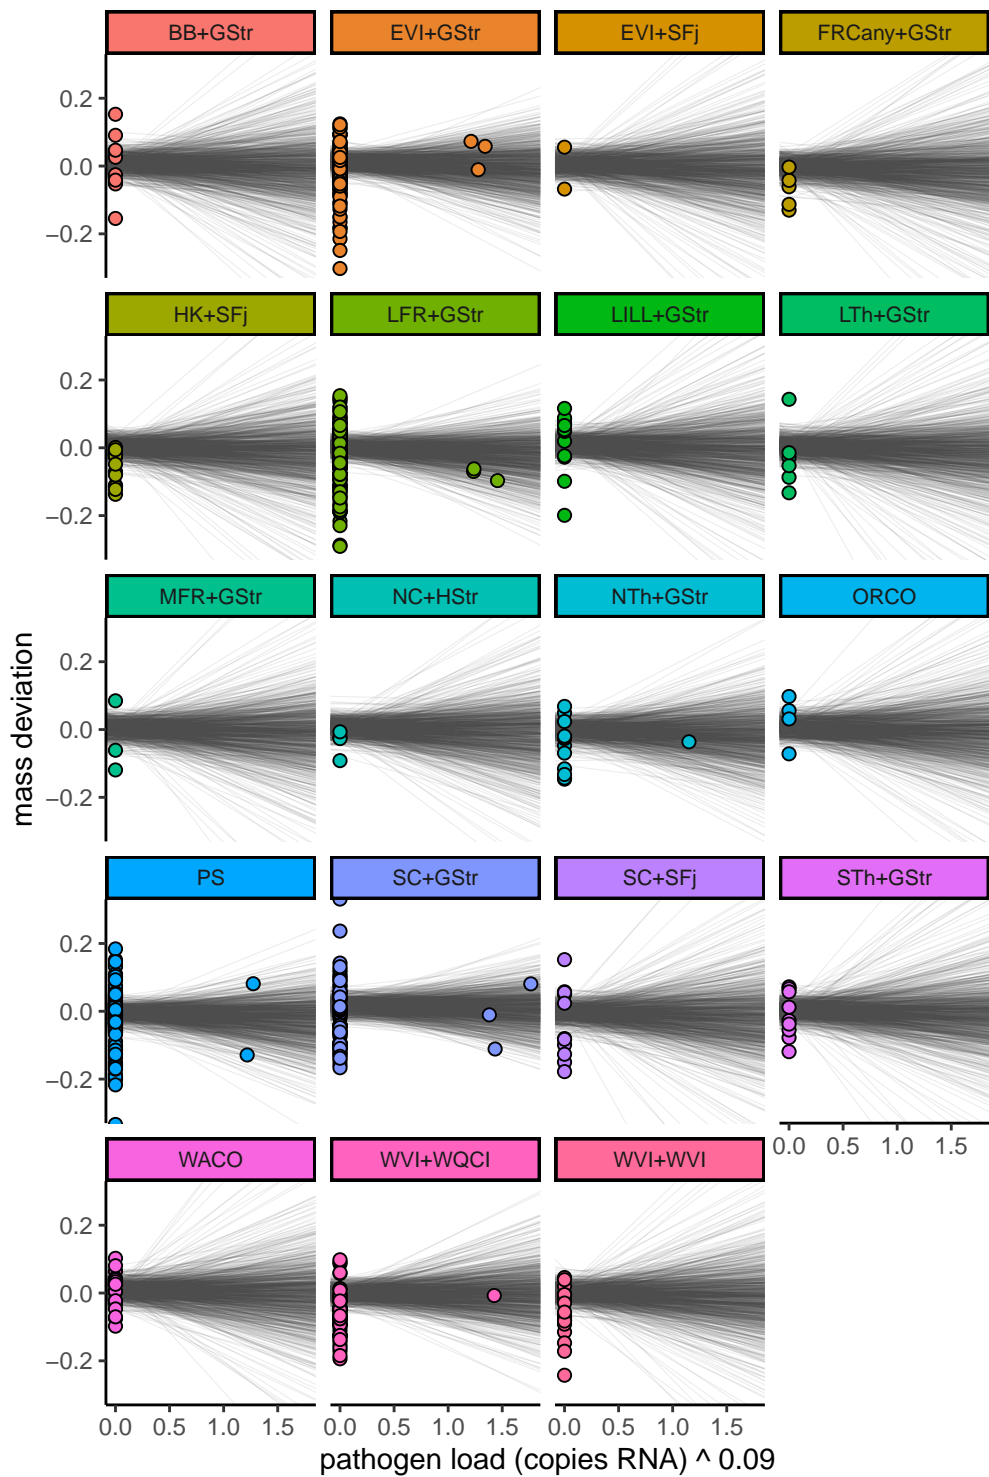 BB+GStr EVI+GStr EVI+SFj FRCany+GStr
0.2
0.0
−0.2
HK+SFj LFR+GStr LILL+GStr LTh+GStr
0.2
0.0
−0.2
MFR+GStr NC+HStr NTh+GStr ORCO
0.2
0.0
−0.2
mass deviation
PS SC+GStr SC+SFj STh+GStr
0.2
0.0
−0.2
0.0 0.5 1.0 1.5
WACO WVI+WQCI WVI+WVI
0.2
0.0
−0.2
0.0 0.5 1.0 1.5 0.0 0.5 1.0 1.5 0.0 0.5 1.0 1.5
pathogen load (copies RNA) ^ 0.09